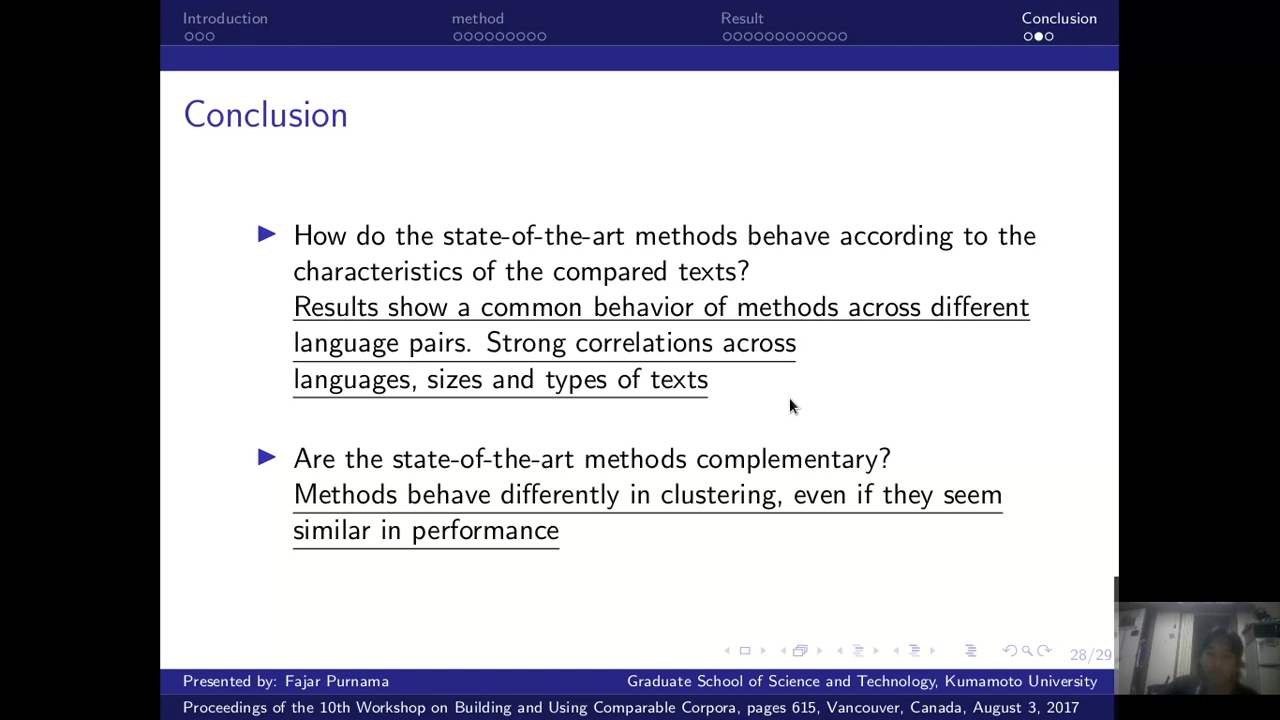 Introduction method Result Conclusion
Conclusion
How do the state-of-the-art methods behave according to the
characteristics of the compared texts?
Results show a common behavior of methods across different
language pairs. Strong correlations across
languages, sizes and types of texts
Are the state-of-the-art methods complementary?
Methods behave differently in clustering, even if they seem
similar in performance
28/29
Presented by: Fajar Purnama Graduate School of Science and Technology, Kumamoto University
Proceedings of the 10th Workshop on Building and Using Comparable Corpora, pages 615, Vancouver, Canada, August 3, 2017